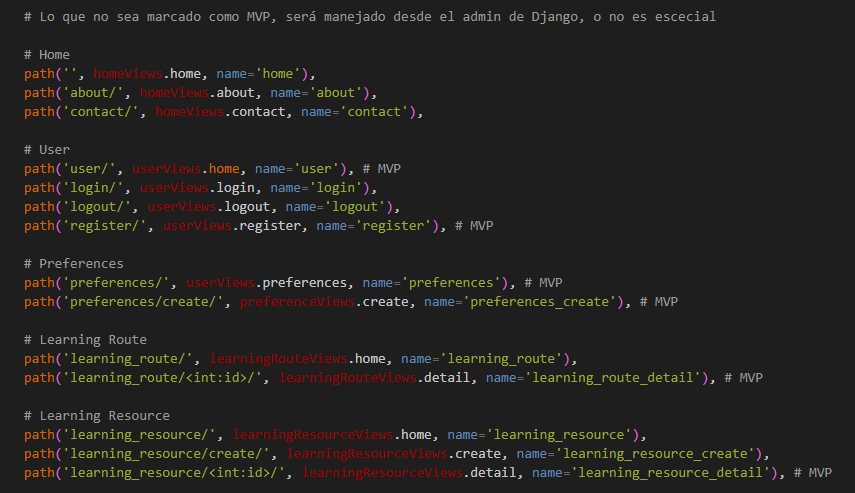 # Lo que no sea marcado como MVP, será manejado desde el admin de Django, o no es escecial
# Home
path('', homeViews.home, name='home'),
path('about/', homeViews.about, name='about'),
path('contact/', homeViews.contact, name='contact'),
# User
path('user/', userViews.home, name='user'), # MVP
path('login/', userViews.login, name='login'),
path('logout/', userViews.logout, name='logout'),
path('register/', userViews.register, name='register'), # MVP
# Preferences
path('preferences/', userViews.preferences, name='preferences'), # MVP
path('preferences/create/', preferenceViews.create, name='preferences_create'), # MVP
# Learning Route
path('learning_route/', learningRouteViews.home, name='learning_route'),
path('learning_route/<int:id>/', learningRouteViews.detail, name='learning_route_detail'), # MVP
# Learning Resource
path('learning_resource/', learningResourceViews.home, name='learning_resource'),
path('learning_resource/create/', learningResourceViews.create, name='learning_resource_create'),
path('learning_resource/<int:id>/', learningResourceViews.detail, name='learning_resource_detail'), # MVP